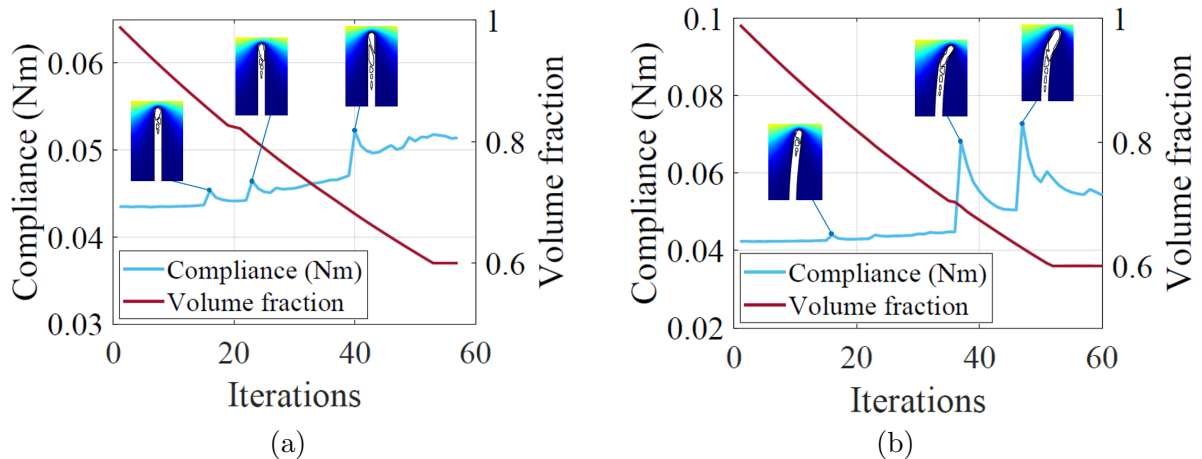 Compliance (Nm)
0.06
0.05
0.04
0.03
0
20
40
60
Iterations
1
0.8
0.6
Volume fraction
Compliance (Nm)
Volume fraction
(a)
Compliance (Nm)
0.1
0.08
0.06
0.04
0.02
0
20
40
60
Iterations
1
0.8
0.6
Volume fraction
Compliance (Nm)
Volume fraction
(b)